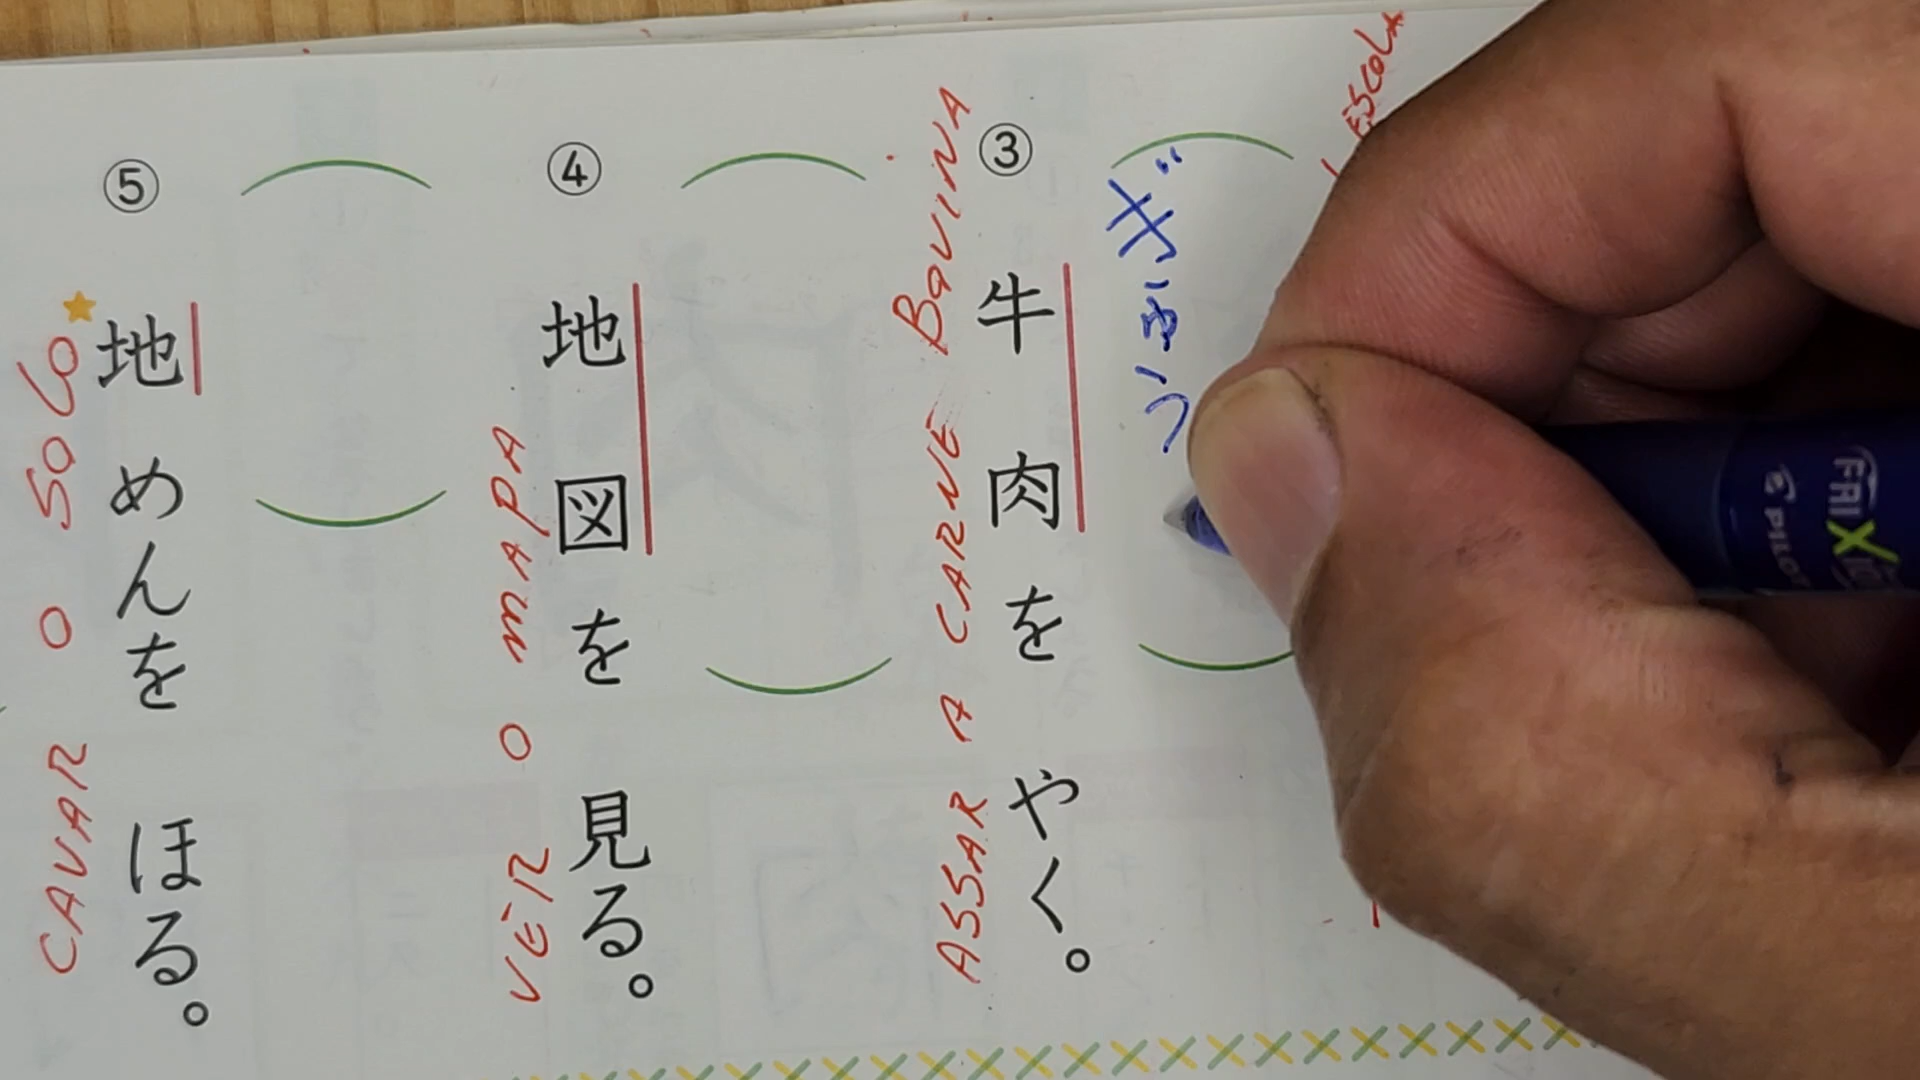 ESCOLA
ぎゅう
③ 牛肉を やく。
ASSAR A CARNE BOVINA
④ 地図を 見る。
VER O MAPA
⑤ 地めんを ほる。
CAVAR O SOLO
PILOT